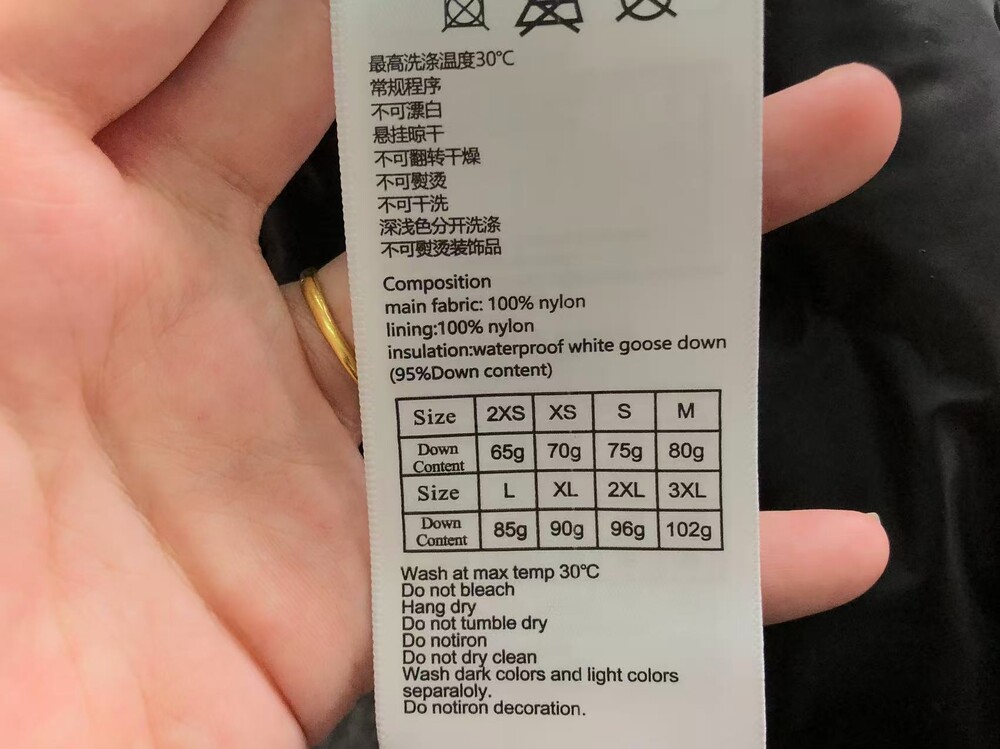 最高洗涤温度30℃
常规程序
不可漂白
悬挂晾干
不可翻转干燥
不可熨烫
不可干洗
深浅色分开洗涤
不可熨烫装饰品
Composition
main fabric: 100% nylon
lining:100% nylon
insulation:waterproof white goose down
(95%Down content)
Size 2XS XS S M
Down Content 65g 70g 75g 80g
Size L XL 2XL 3XL
Down Content 85g 90g 96g 102g
Wash at max temp 30℃
Do not bleach
Hang dry
Do not tumble dry
Do notiron
Do not dry clean
Wash dark colors and light colors
separaloly.
Do notiron decoration.